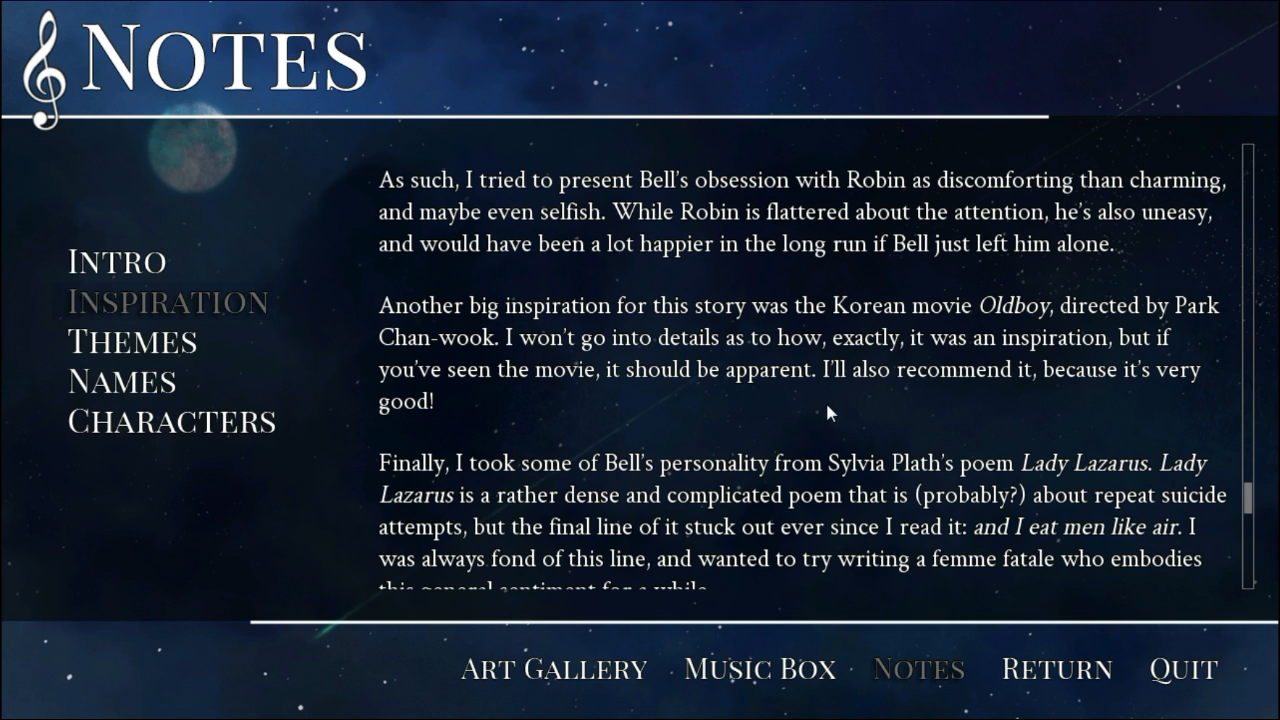 NOTES
INTRO
INSPIRATION
THEMES
NAMES
CHARACTERS
As such, I tried to present Bell's obsession with Robin as discomforting than charming,
and maybe even selfish. While Robin is flattered about the attention, he's also uneasy,
and would have been a lot happier in the long run if Bell just left him alone.
Another big inspiration for this story was the Korean movie Oldboy, directed by Park
Chan-wook. I won't go into details as to how, exactly, it was an inspiration, but if
you've seen the movie, it should be apparent. I'll also recommend it, because it's very
good!
Finally, I took some of Bell's personality from Sylvia Plath's poem Lady Lazarus. Lady
Lazarus is a rather dense and complicated poem that is (probably?) about repeat suicide
attempts, but the final line of it stuck out ever since I read it: and I eat men like air. I
was always fond of this line, and wanted to try writing a femme fatale who embodies
this general sentiment for a while.
ART GALLERY MUSIC BOX NOTES RETURN QUIT